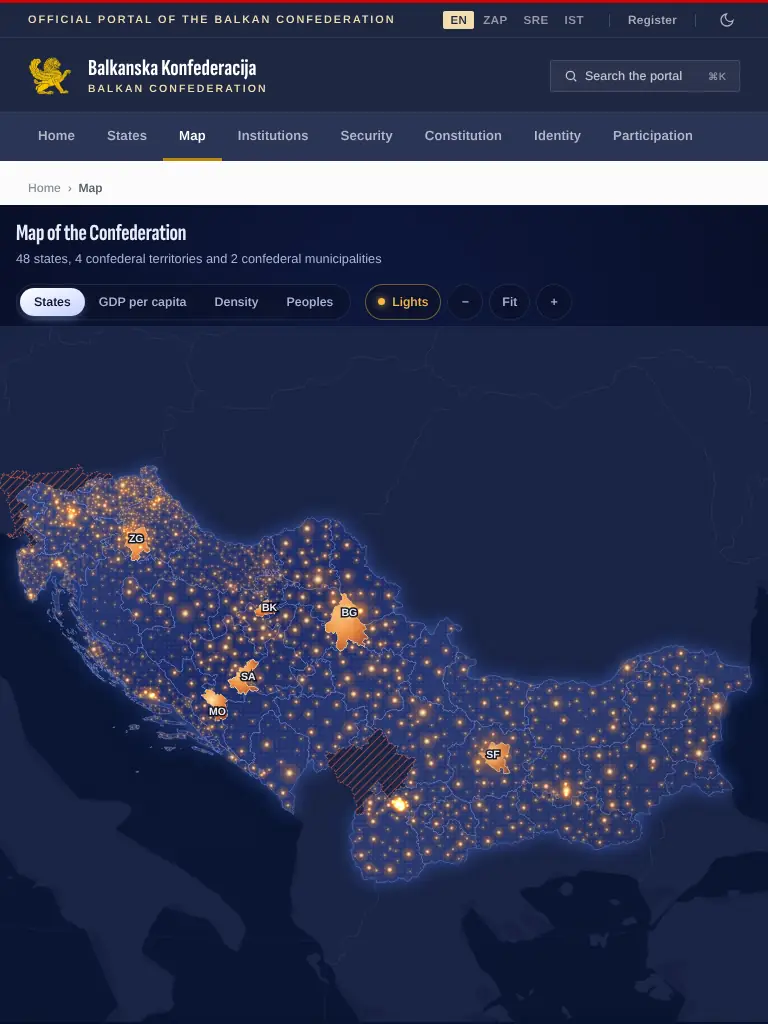 OFFICIAL PORTAL OF THE BALKAN CONFEDERATION
EN ZAP SRE IST Register
Balkanska Konfederacija
BALKAN CONFEDERATION
Search the portal ⌘K
Home States Map Institutions Security Constitution Identity Participation
Home › Map
Map of the Confederation
48 states, 4 confederal territories and 2 confederal municipalities
States GDP per capita Density Peoples Lights − Fit +
ZG
BK
BG
SA
MO
SF